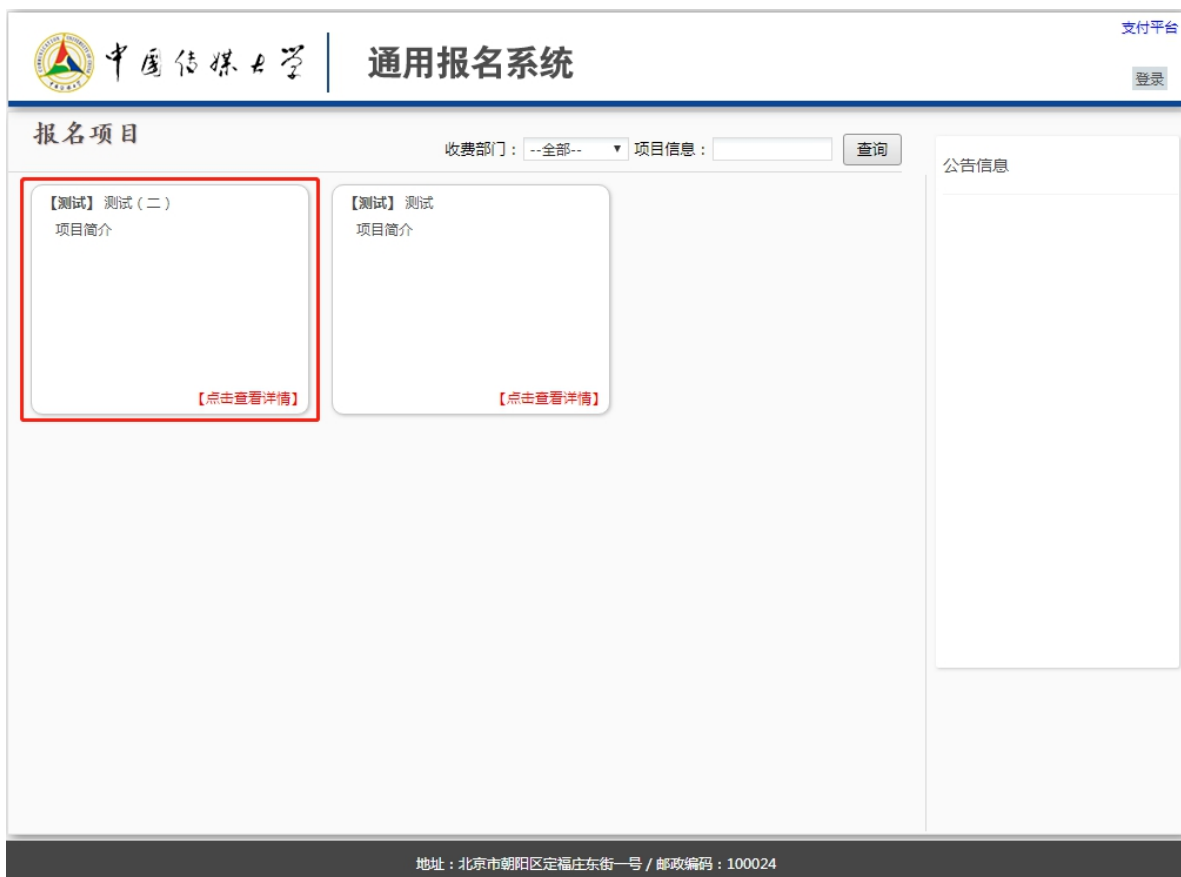 支付平台
中国传媒大学
通用报名系统
登录
报名项目
收费部门： --全部-- 项目信息： 查询
公告信息
【测试】 测试（二）
项目简介
【点击查看详情】
【测试】 测试
项目简介
【点击查看详情】
地址：北京市朝阳区定福庄东街一号 / 邮政编码：100024